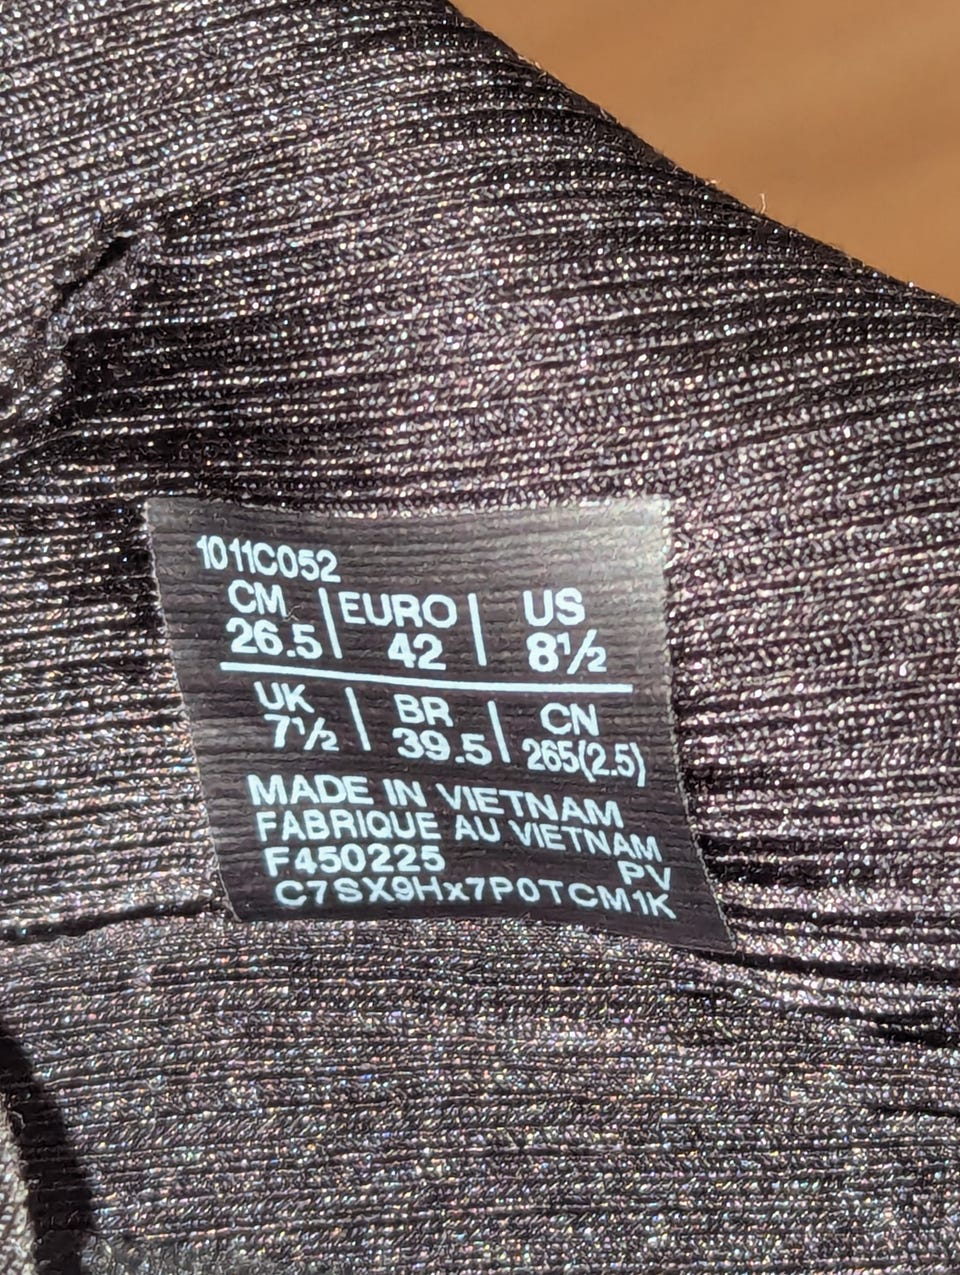 1011C052
CM | EURO | US
26.5 | 42 | 8½
UK | BR | CN
7½ | 39.5 | 265(2.5)
MADE IN VIETNAM
FABRIQUE AU VIETNAM
F450225 PV
C7SX9Hx7P0TCM1K